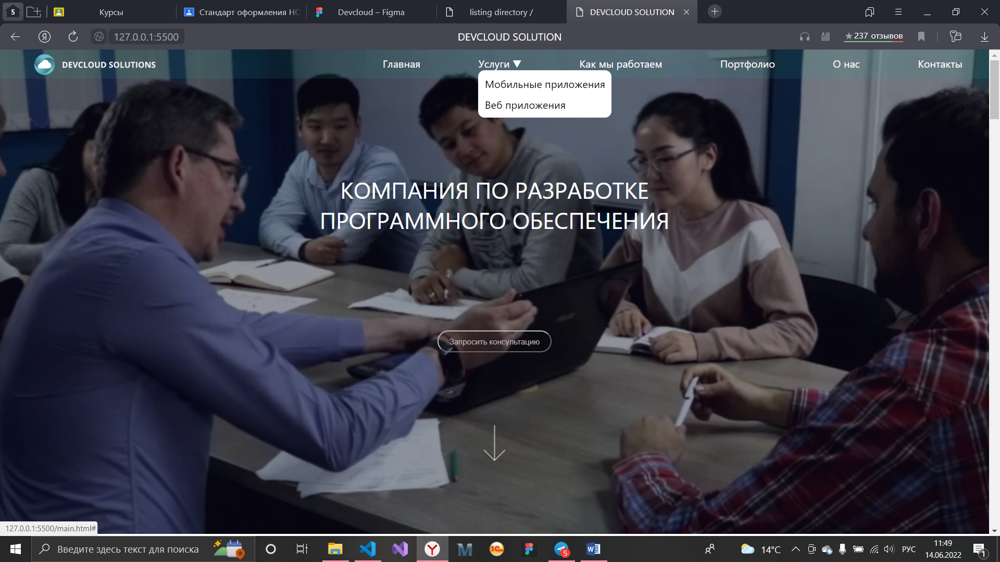 5
Курсы
Стандарт оформления НО
Devcloud – Figma
listing directory /
DEVCLOUD SOLUTION
127.0.0.1:5500
DEVCLOUD SOLUTION
237 отзывов
DEVCLOUD SOLUTIONS
Главная
Услуги ▼
Как мы работаем
Портфолио
О нас
Контакты
Мобильные приложения
Веб приложения
КОМПАНИЯ ПО РАЗРАБОТКЕ
ПРОГРАММНОГО ОБЕСПЕЧЕНИЯ
Запросить консультацию
127.0.0.1:5500/main.html#
Введите здесь текст для поиска
5
14°C
РУС
11:49
14.06.2022
1